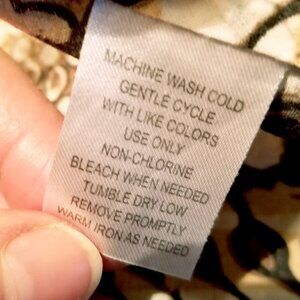 MACHINE WASH COLD
GENTLE CYCLE
WITH LIKE COLORS
USE ONLY
NON-CHLORINE
BLEACH WHEN NEEDED
TUMBLE DRY LOW
REMOVE PROMPTLY
WARM IRON AS NEEDED